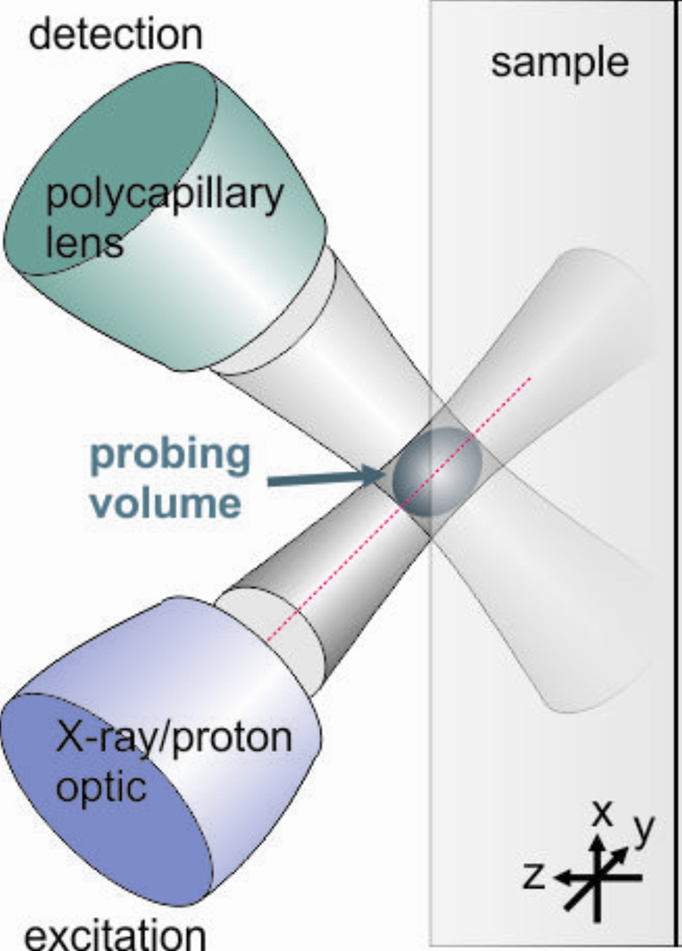 detection
sample
polycapillary
lens
probing
volume
X-ray/proton
optic
x
y
z
excitation